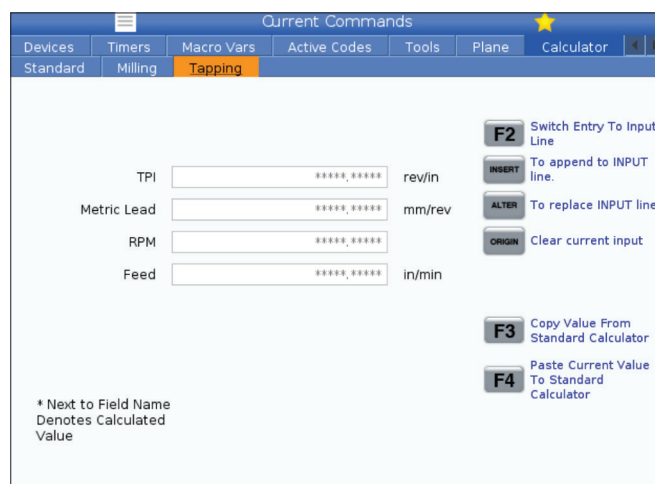 Current Commands
Devices Timers Macro Vars Active Codes Tools Plane Calculator
Standard Milling Tapping
F2 Switch Entry To Input
Line
INSERT To append to INPUT
line.
TPI *****.***** rev/in
ALTER To replace INPUT line
Metric Lead *****.***** mm/rev
ORIGIN Clear current input
RPM *****.*****
Feed *****.***** in/min
F3 Copy Value From
Standard Calculator
F4 Paste Current Value
To Standard
Calculator
* Next to Field Name
Denotes Calculated
Value